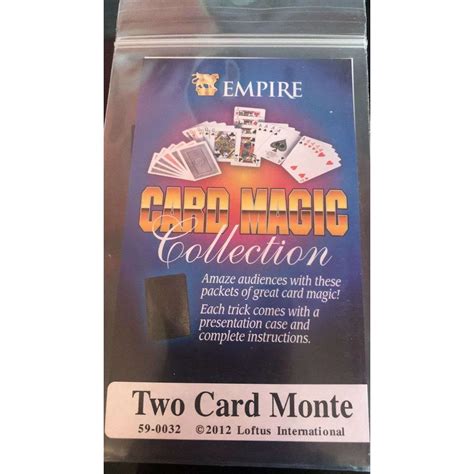 EMPIRE
CARD MAGIC
Collection
Amaze audiences with these
packets of great card magic!
Each trick comes with a
presentation case and
complete instructions.
Two Card Monte
59-0032 ©2012 Loftus International